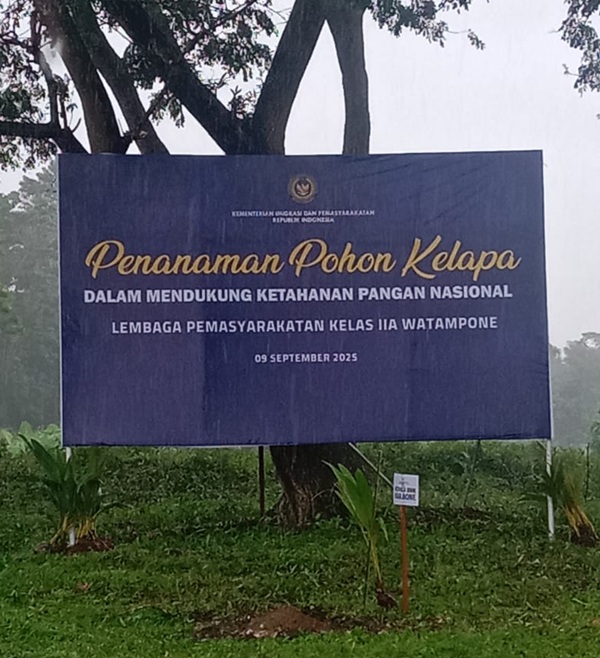 KEMENTERIAN IMIGRASI DAN PEMASYARAKATAN
REPUBLIK INDONESIA
Penanaman Pohon Kelapa
DALAM MENDUKUNG KETAHANAN PANGAN NASIONAL
LEMBAGA PEMASYARAKATAN KELAS IIA WATAMPONE
09 SEPTEMBER 2025